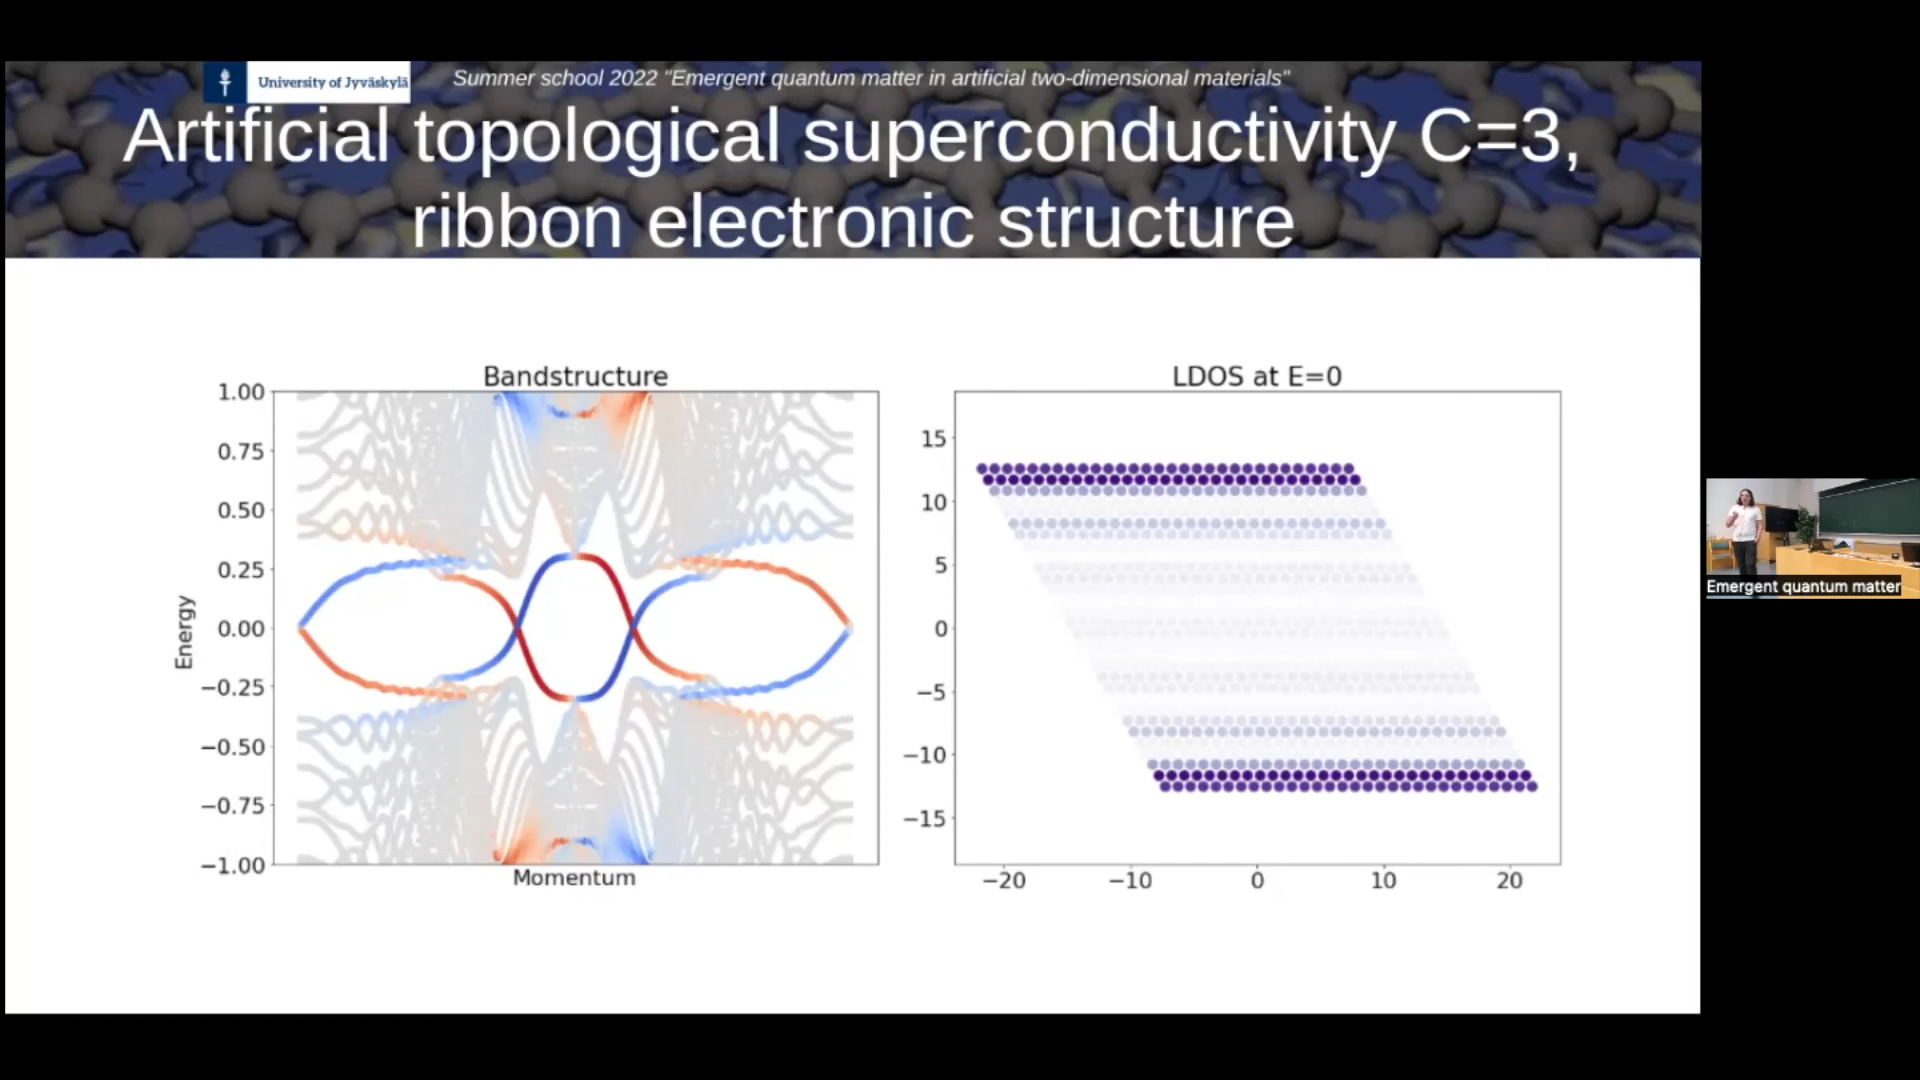 University of Jyväskylä
Summer school 2022 "Emergent quantum matter in artificial two-dimensional materials"
Artificial topological superconductivity C=3,
ribbon electronic structure
Bandstructure
1.00
0.75
0.50
0.25
0.00
−0.25
−0.50
−0.75
−1.00
Energy
Momentum
LDOS at E=0
15
10
5
0
−5
−10
−15
−20
−10
0
10
20
Emergent quantum matter